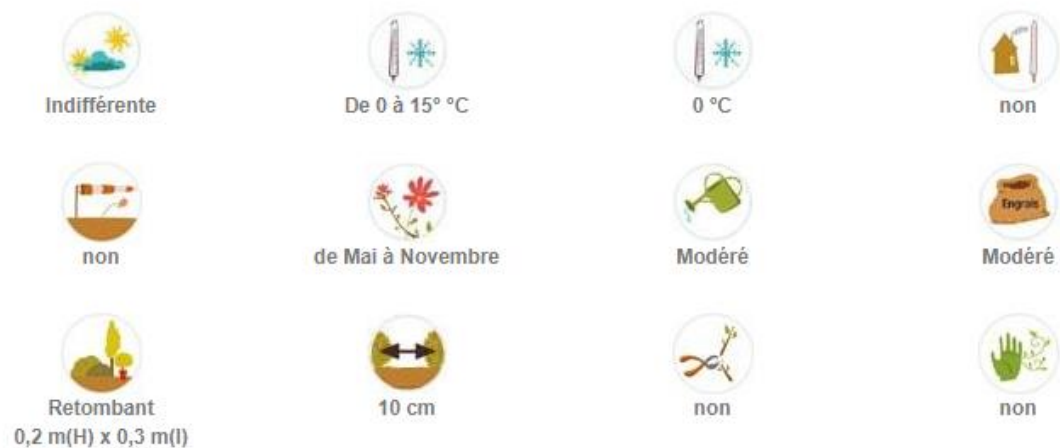 Indifférente
De 0 à 15° °C
0 °C
non
non
de Mai à Novembre
Modéré
Engrais
Modéré
Retombant
0,2 m(H) x 0,3 m(l)
10 cm
non
non